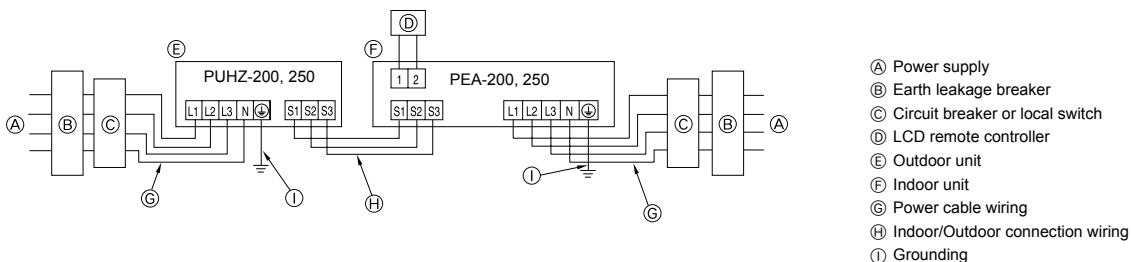 Ⓓ
Ⓔ
Ⓕ
PUHZ-200, 250
1 2
PEA-200, 250
L1 L2 L3 N
S1 S2 S3
S1 S2 S3
L1 L2 L3 N
Ⓐ
Ⓑ
Ⓒ
Ⓒ
Ⓑ
Ⓐ
Ⓖ
Ⓘ
Ⓗ
Ⓘ
Ⓖ
Ⓐ Power supply
Ⓑ Earth leakage breaker
Ⓒ Circuit breaker or local switch
Ⓓ LCD remote controller
Ⓔ Outdoor unit
Ⓕ Indoor unit
Ⓖ Power cable wiring
Ⓗ Indoor/Outdoor connection wiring
Ⓘ Grounding